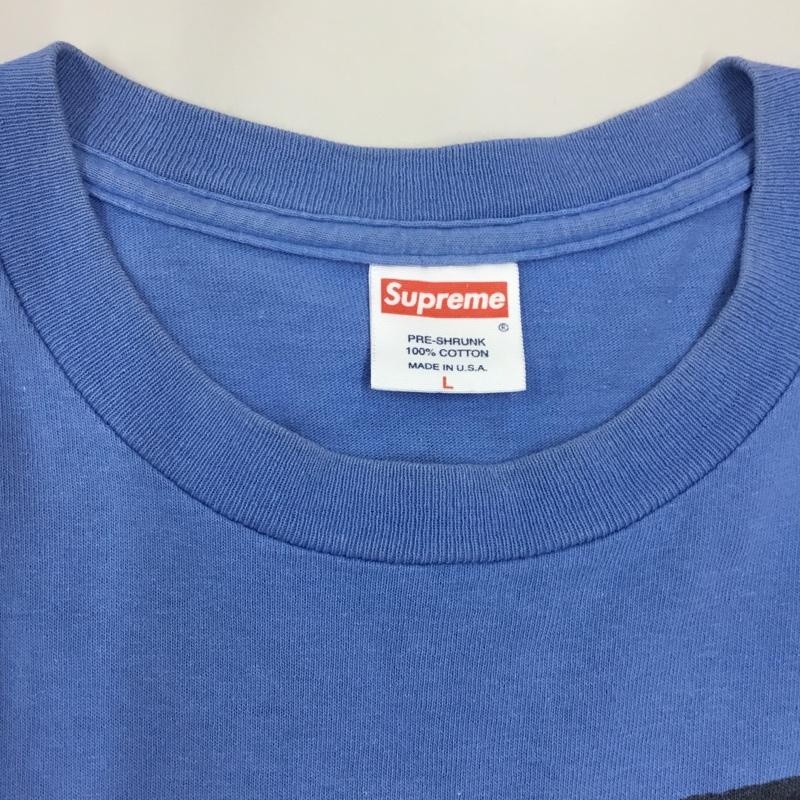 Supreme
®
PRE-SHRUNK
100% COTTON
MADE IN U.S.A.
L